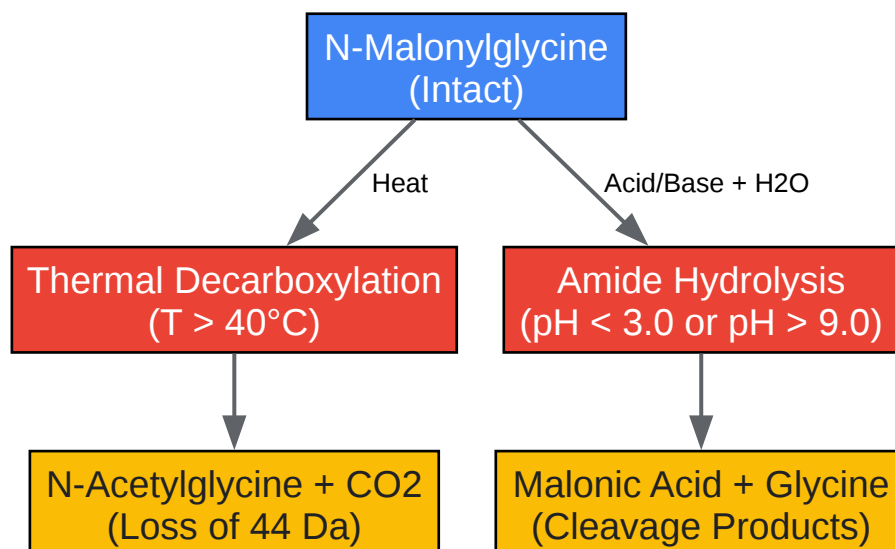 N-Malonylglycine
(Intact)
Heat
Acid/Base + H2O
Thermal Decarboxylation
(T > 40°C)
Amide Hydrolysis
(pH < 3.0 or pH > 9.0)
N-Acetylglycine + CO2
(Loss of 44 Da)
Malonic Acid + Glycine
(Cleavage Products)